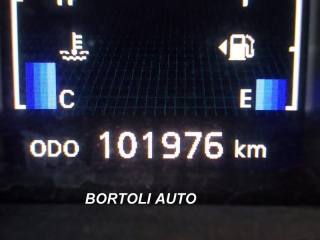 H F
C E
ODO 101976 km
BORTOLI AUTO